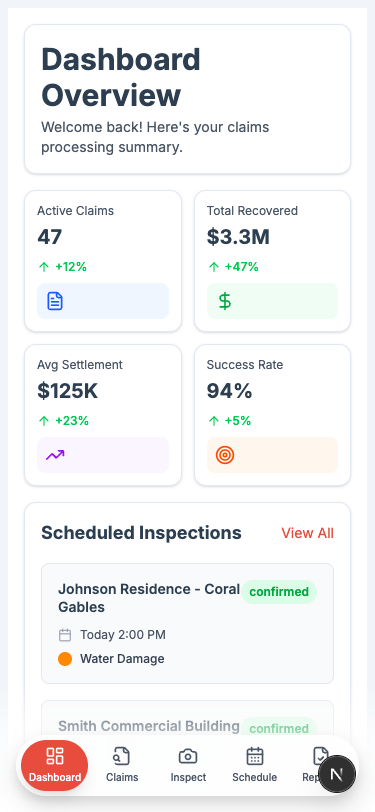 Dashboard
Overview
Welcome back! Here's your claims
processing summary.
Active Claims
47
+12%
Total Recovered
$3.3M
+47%
Avg Settlement
$125K
+23%
Success Rate
94%
+5%
Scheduled Inspections
View All
Johnson Residence - Coral
Gables
confirmed
Today 2:00 PM
Water Damage
Smith Commercial Building
confirmed
Dashboard
Claims
Inspect
Schedule
N